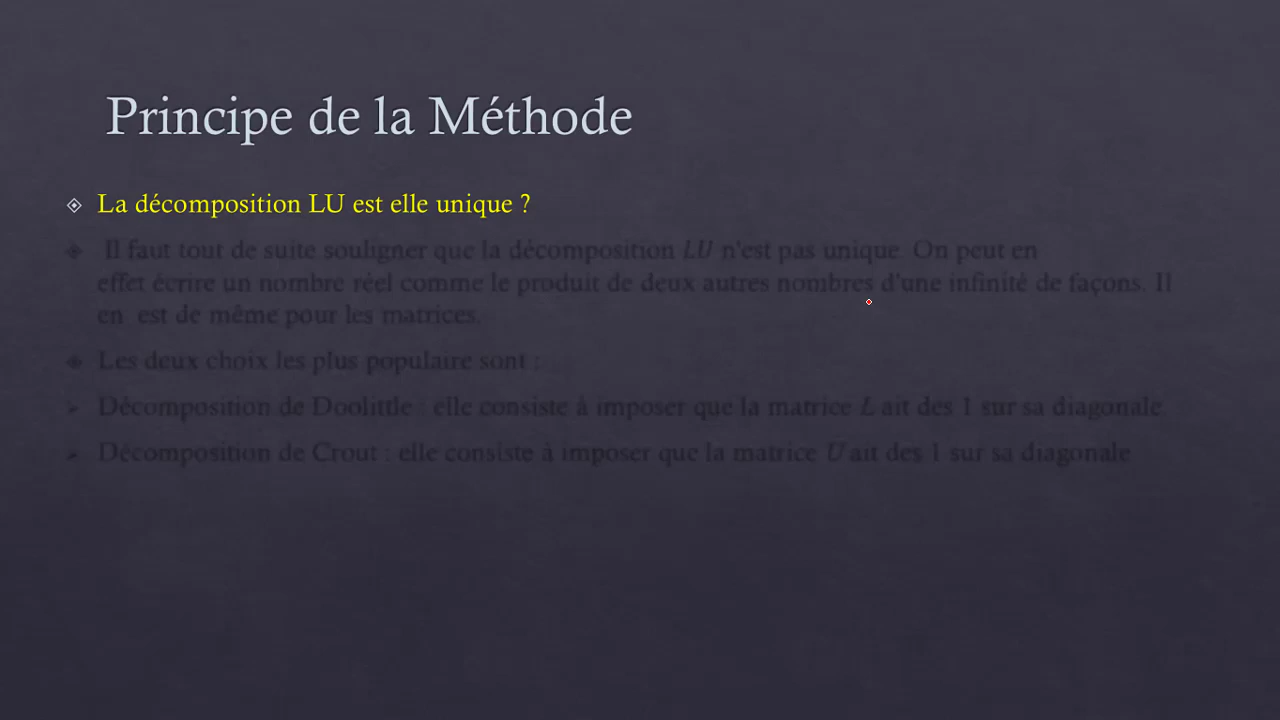 Principe de la Méthode
La décomposition LU est elle unique ?
Il faut tout de suite souligner que la décomposition LU n'est pas unique. On peut en
effet écrire un nombre réel comme le produit de deux autres nombres d'une infinité de façons. Il
en est de même pour les matrices.
Les deux choix les plus populaire sont :
Décomposition de Doolittle : elle consiste à imposer que la matrice L ait des 1 sur sa diagonale
Décomposition de Crout : elle consiste à imposer que la matrice U ait des 1 sur sa diagonale